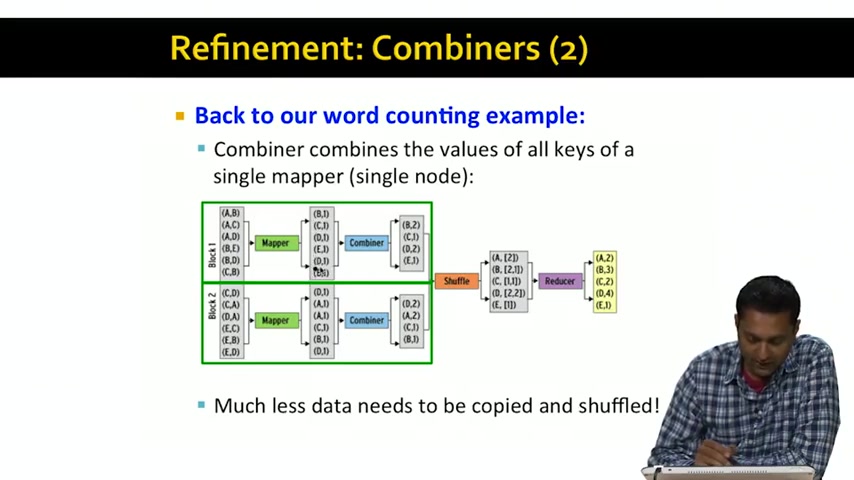 Refinement: Combiners (2)
Back to our word counting example:
Combiner combines the values of all keys of a
single mapper (single node):
Block 1
(A,B)
(A,C)
(A,D)
(B,E)
(B,D)
(C,B)
Mapper
(B,1)
(C,1)
(D,1)
(E,1)
(D,1)
Combiner
(B,2)
(C,1)
(D,2)
(E,1)
Block 2
(C,D)
(C,A)
(D,A)
(E,C)
(E,B)
(E,D)
Mapper
(D,1)
(A,1)
(A,1)
(C,1)
(B,1)
(D,1)
Combiner
(D,2)
(A,2)
(C,1)
(B,1)
Shuffle
(A, [2])
(B, [2,1])
(C, [1,1])
(D, [2,2])
(E, [1])
Reducer
(A,2)
(B,3)
(C,2)
(D,4)
(E,1)
Much less data needs to be copied and shuffled!